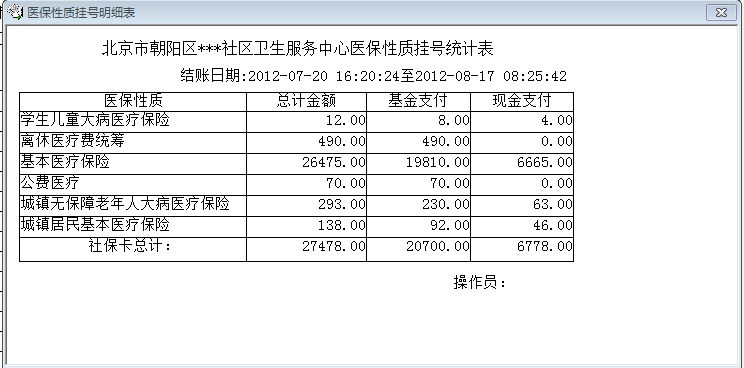 医保性质挂号明细表
北京市朝阳区***社区卫生服务中心医保性质挂号统计表
结账日期:2012-07-20 16:20:24至2012-08-17 08:25:42
医保性质 总计金额 基金支付 现金支付
学生儿童大病医疗保险 12.00 8.00 4.00
离休医疗费统筹 490.00 490.00 0.00
基本医疗保险 26475.00 19810.00 6665.00
公费医疗 70.00 70.00 0.00
城镇无保障老年人大病医疗保险 293.00 230.00 63.00
城镇居民基本医疗保险 138.00 92.00 46.00
社保卡总计: 27478.00 20700.00 6778.00
操作员: